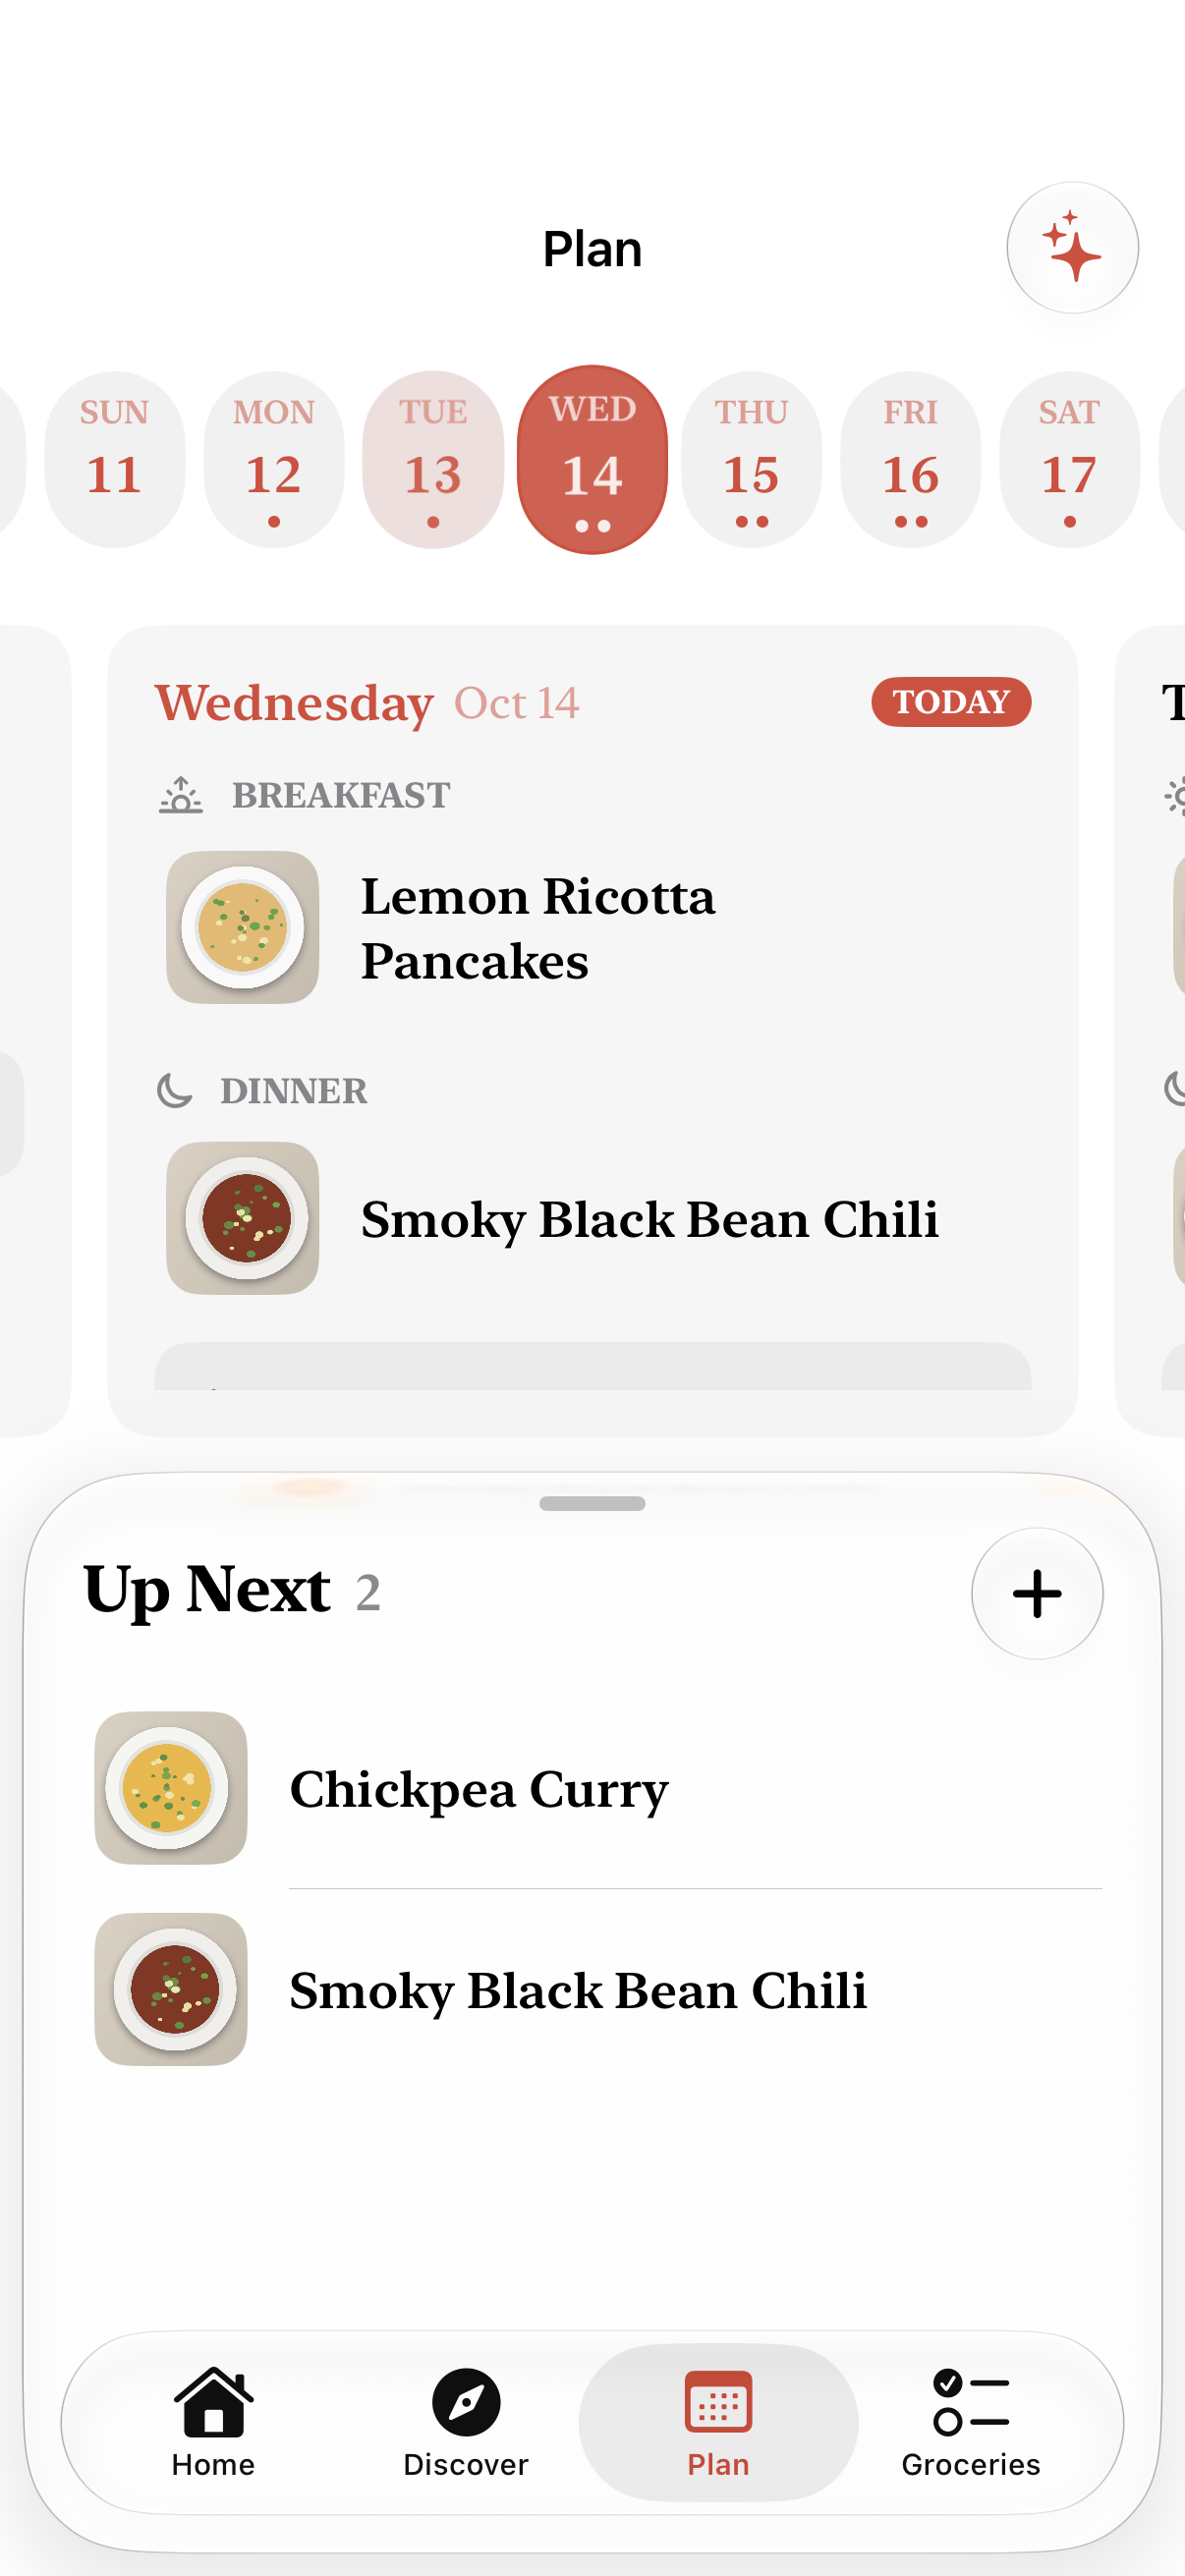 Plan
SUN MON TUE WED THU FRI SAT
11 12 13 14 15 16 17
Wednesday Oct 14 TODAY
BREAKFAST
Lemon Ricotta
Pancakes
DINNER
Smoky Black Bean Chili
Up Next 2
Chickpea Curry
Smoky Black Bean Chili
Home Discover Plan Groceries